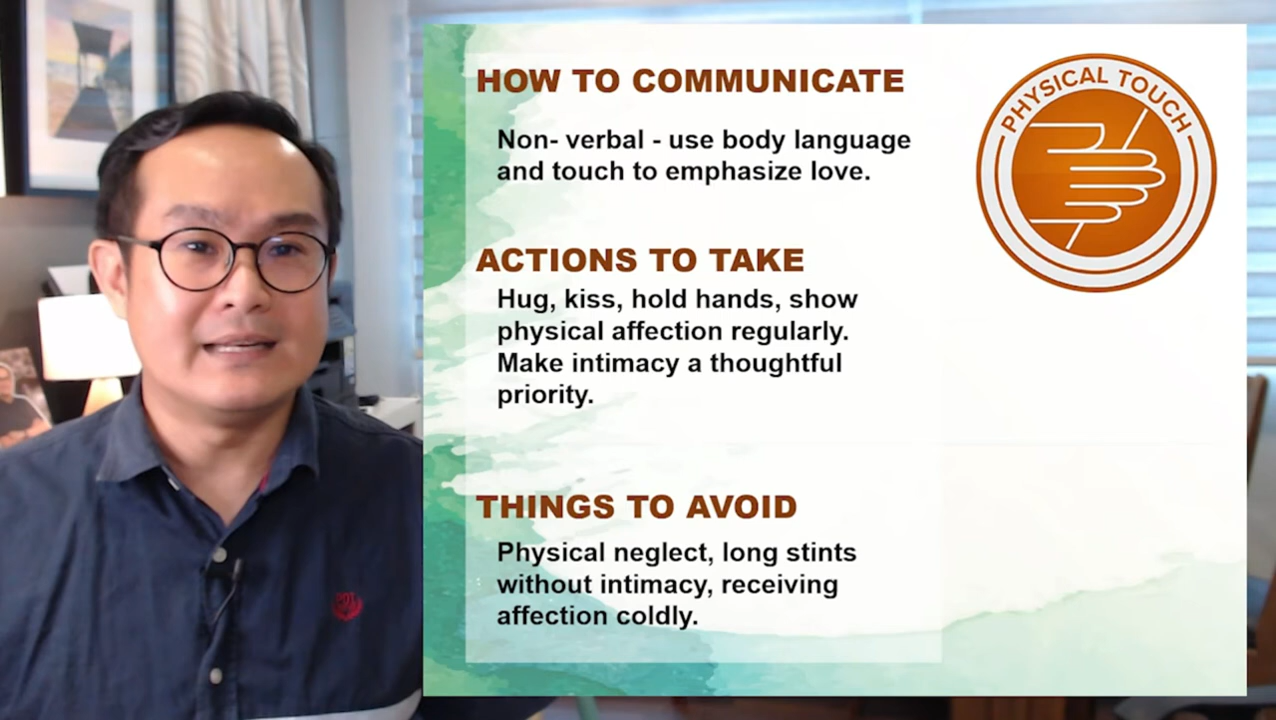 HOW TO COMMUNICATE
Non- verbal - use body language
and touch to emphasize love.
ACTIONS TO TAKE
Hug, kiss, hold hands, show
physical affection regularly.
Make intimacy a thoughtful
priority.
THINGS TO AVOID
Physical neglect, long stints
without intimacy, receiving
affection coldly.
PHYSICAL TOUCH